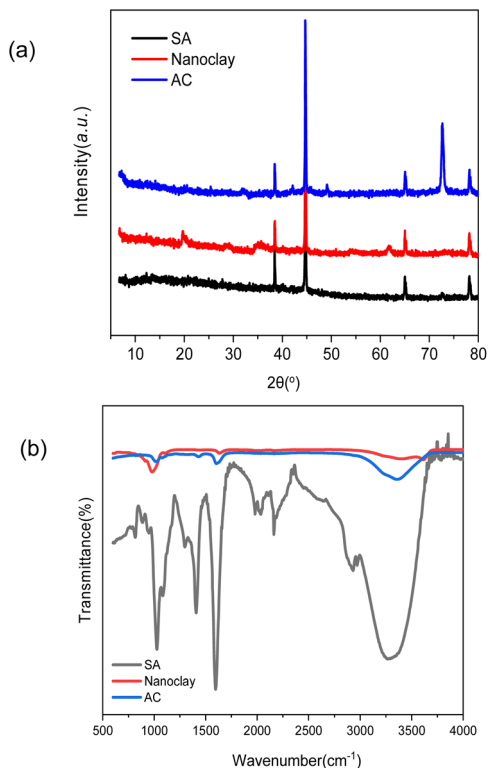 (a)
SA
Nanoclay
AC
Intensity(a.u.)
10 20 30 40 50 60 70 80
2θ(º)
(b)
Transmittance(%)
SA
Nanoclay
AC
500 1000 1500 2000 2500 3000 3500 4000
Wavenumber(cm⁻¹)